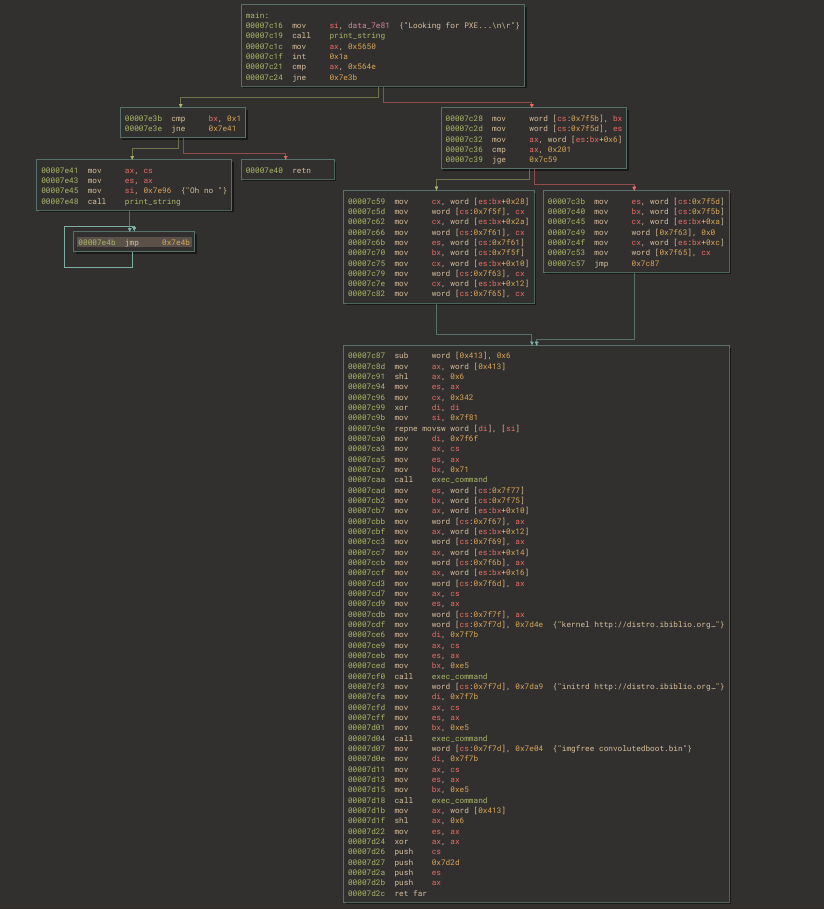 main:
00007c16 mov si, data_7e81 {"Looking for PXE...\n\r"}
00007c19 call print_string
00007c1c mov ax, 0x5650
00007c1f int 0x1a
00007c21 cmp ax, 0x564e
00007c24 jne 0x7e3b
00007e3b cmp bx, 0x1
00007e3e jne 0x7e41
00007c28 mov word [cs:0x7f5b], bx
00007c2d mov word [cs:0x7f5d], es
00007c32 mov ax, word [es:bx+0x6]
00007c36 cmp ax, 0x201
00007c39 jge 0x7c59
00007e41 mov ax, cs
00007e43 mov es, ax
00007e45 mov si, 0x7e96 {"Oh no "}
00007e48 call print_string
00007e40 retn
00007e4b jmp 0x7e4b
00007c59 mov cx, word [es:bx+0x28]
00007c5d mov word [cs:0x7f5f], cx
00007c62 mov cx, word [es:bx+0x2a]
00007c66 mov word [cs:0x7f61], cx
00007c6b mov es, word [cs:0x7f61]
00007c70 mov bx, word [cs:0x7f5f]
00007c75 mov cx, word [es:bx+0x10]
00007c79 mov word [cs:0x7f63], cx
00007c7e mov cx, word [es:bx+0x12]
00007c82 mov word [cs:0x7f65], cx
00007c3b mov es, word [cs:0x7f5d]
00007c40 mov bx, word [cs:0x7f5b]
00007c45 mov cx, word [es:bx+0xa]
00007c49 mov word [0x7f63], 0x0
00007c4f mov cx, word [es:bx+0xc]
00007c53 mov word [0x7f65], cx
00007c57 jmp 0x7c87
00007c87 sub word [0x413], 0x6
00007c8d mov ax, word [0x413]
00007c91 shl ax, 0x6
00007c94 mov es, ax
00007c96 mov cx, 0x342
00007c99 xor di, di
00007c9b mov si, 0x7f81
00007c9e repne movsw word [di], [si]
00007ca0 mov di, 0x7f6f
00007ca3 mov ax, cs
00007ca5 mov es, ax
00007ca7 mov bx, 0x71
00007caa call exec_command
00007cad mov es, word [cs:0x7f77]
00007cb2 mov bx, word [cs:0x7f75]
00007cb7 mov ax, word [es:bx+0x10]
00007cbb mov word [cs:0x7f67], ax
00007cbf mov ax, word [es:bx+0x12]
00007cc3 mov word [cs:0x7f69], ax
00007cc7 mov ax, word [es:bx+0x14]
00007ccb mov word [cs:0x7f6b], ax
00007ccf mov ax, word [es:bx+0x16]
00007cd3 mov word [cs:0x7f6d], ax
00007cd7 mov ax, cs
00007cd9 mov es, ax
00007cdb mov word [cs:0x7f7f], ax
00007cdf mov word [cs:0x7f7d], 0x7d4e {"kernel http://distro.ibiblio.org…"}
00007ce6 mov di, 0x7f7b
00007ce9 mov ax, cs
00007ceb mov es, ax
00007ced mov bx, 0xe5
00007cf0 call exec_command
00007cf3 mov word [cs:0x7f7d], 0x7da9 {"initrd http://distro.ibiblio.org…"}
00007cfa mov di, 0x7f7b
00007cfd mov ax, cs
00007cff mov es, ax
00007d01 mov bx, 0xe5
00007d04 call exec_command
00007d07 mov word [cs:0x7f7d], 0x7e04 {"imgfree convolutedboot.bin"}
00007d0e mov di, 0x7f7b
00007d11 mov ax, cs
00007d13 mov es, ax
00007d15 mov bx, 0xe5
00007d18 call exec_command
00007d1b mov ax, word [0x413]
00007d1f shl ax, 0x6
00007d22 mov es, ax
00007d24 xor ax, ax
00007d26 push cs
00007d27 push 0x7d2d
00007d2a push es
00007d2b push ax
00007d2c ret far